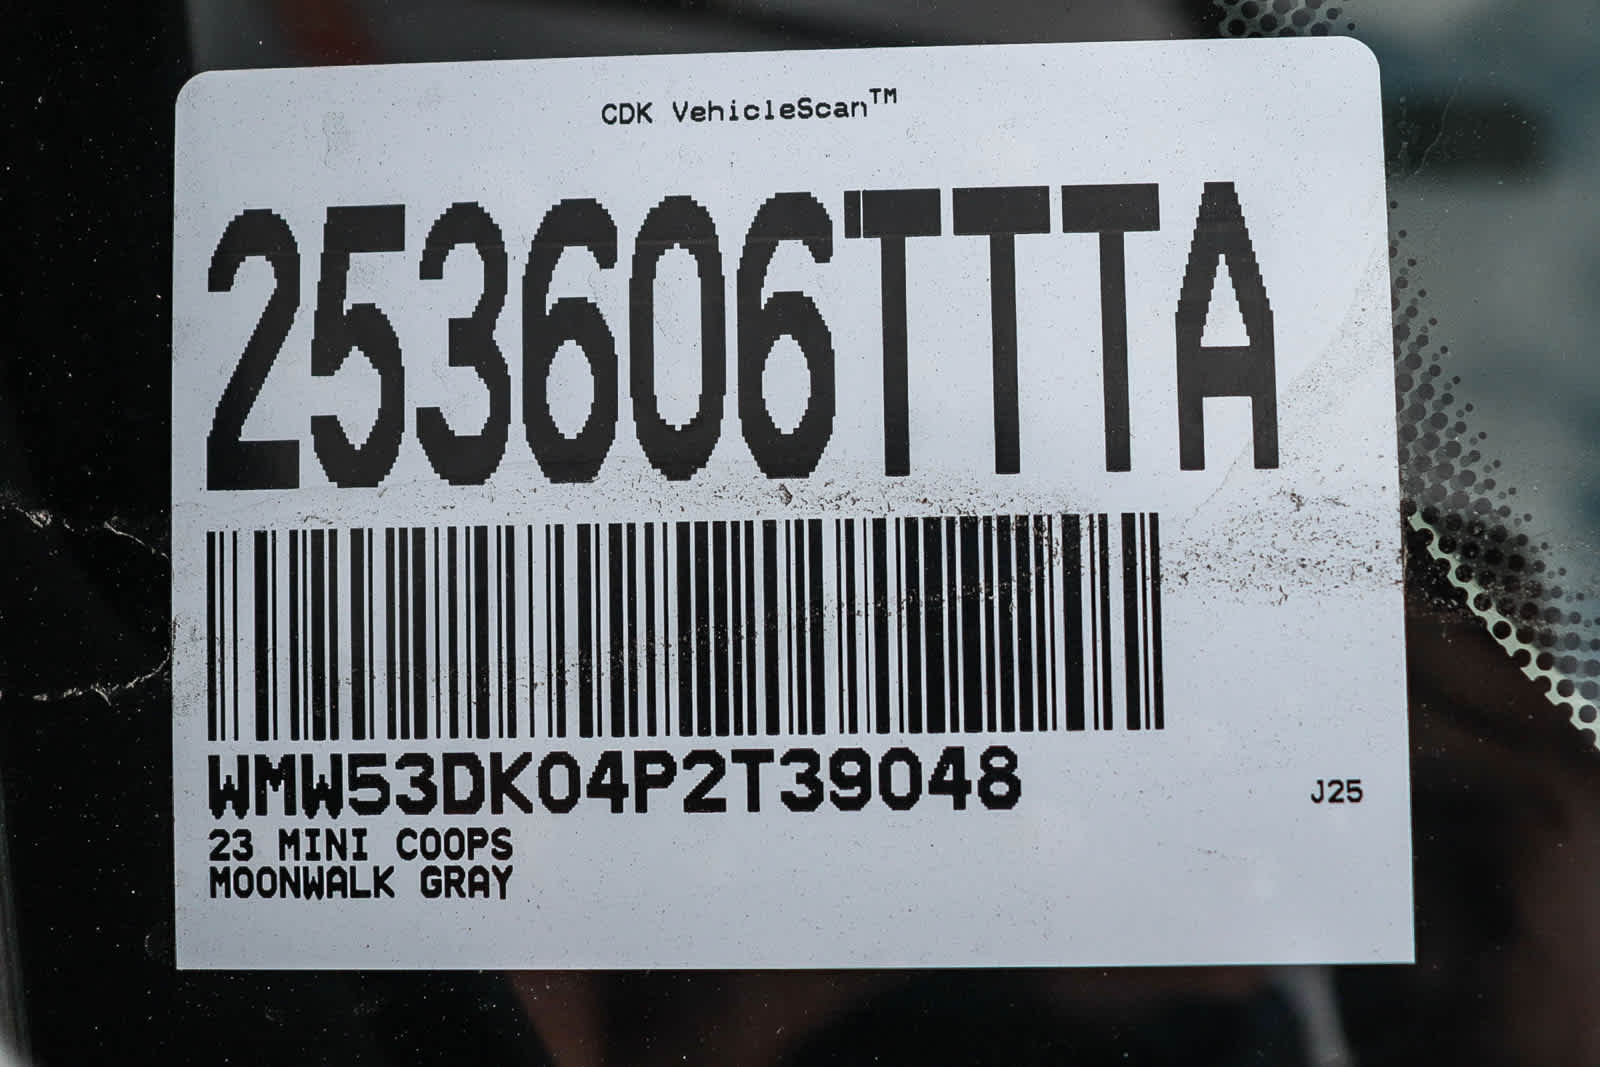 CDK VehicleScan™
253606TTTA
WMW53DK04P2T39048
J25
23 MINI COOPS
MOONWALK GRAY